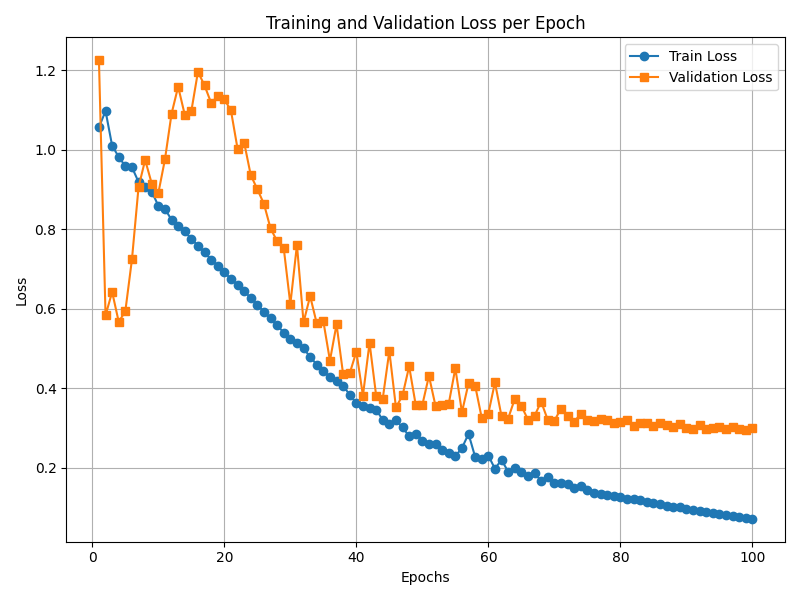 Training and Validation Loss per Epoch
Train Loss
Validation Loss
1.2
1.0
0.8
0.6
0.4
0.2
Loss
0 20 40 60 80 100
Epochs